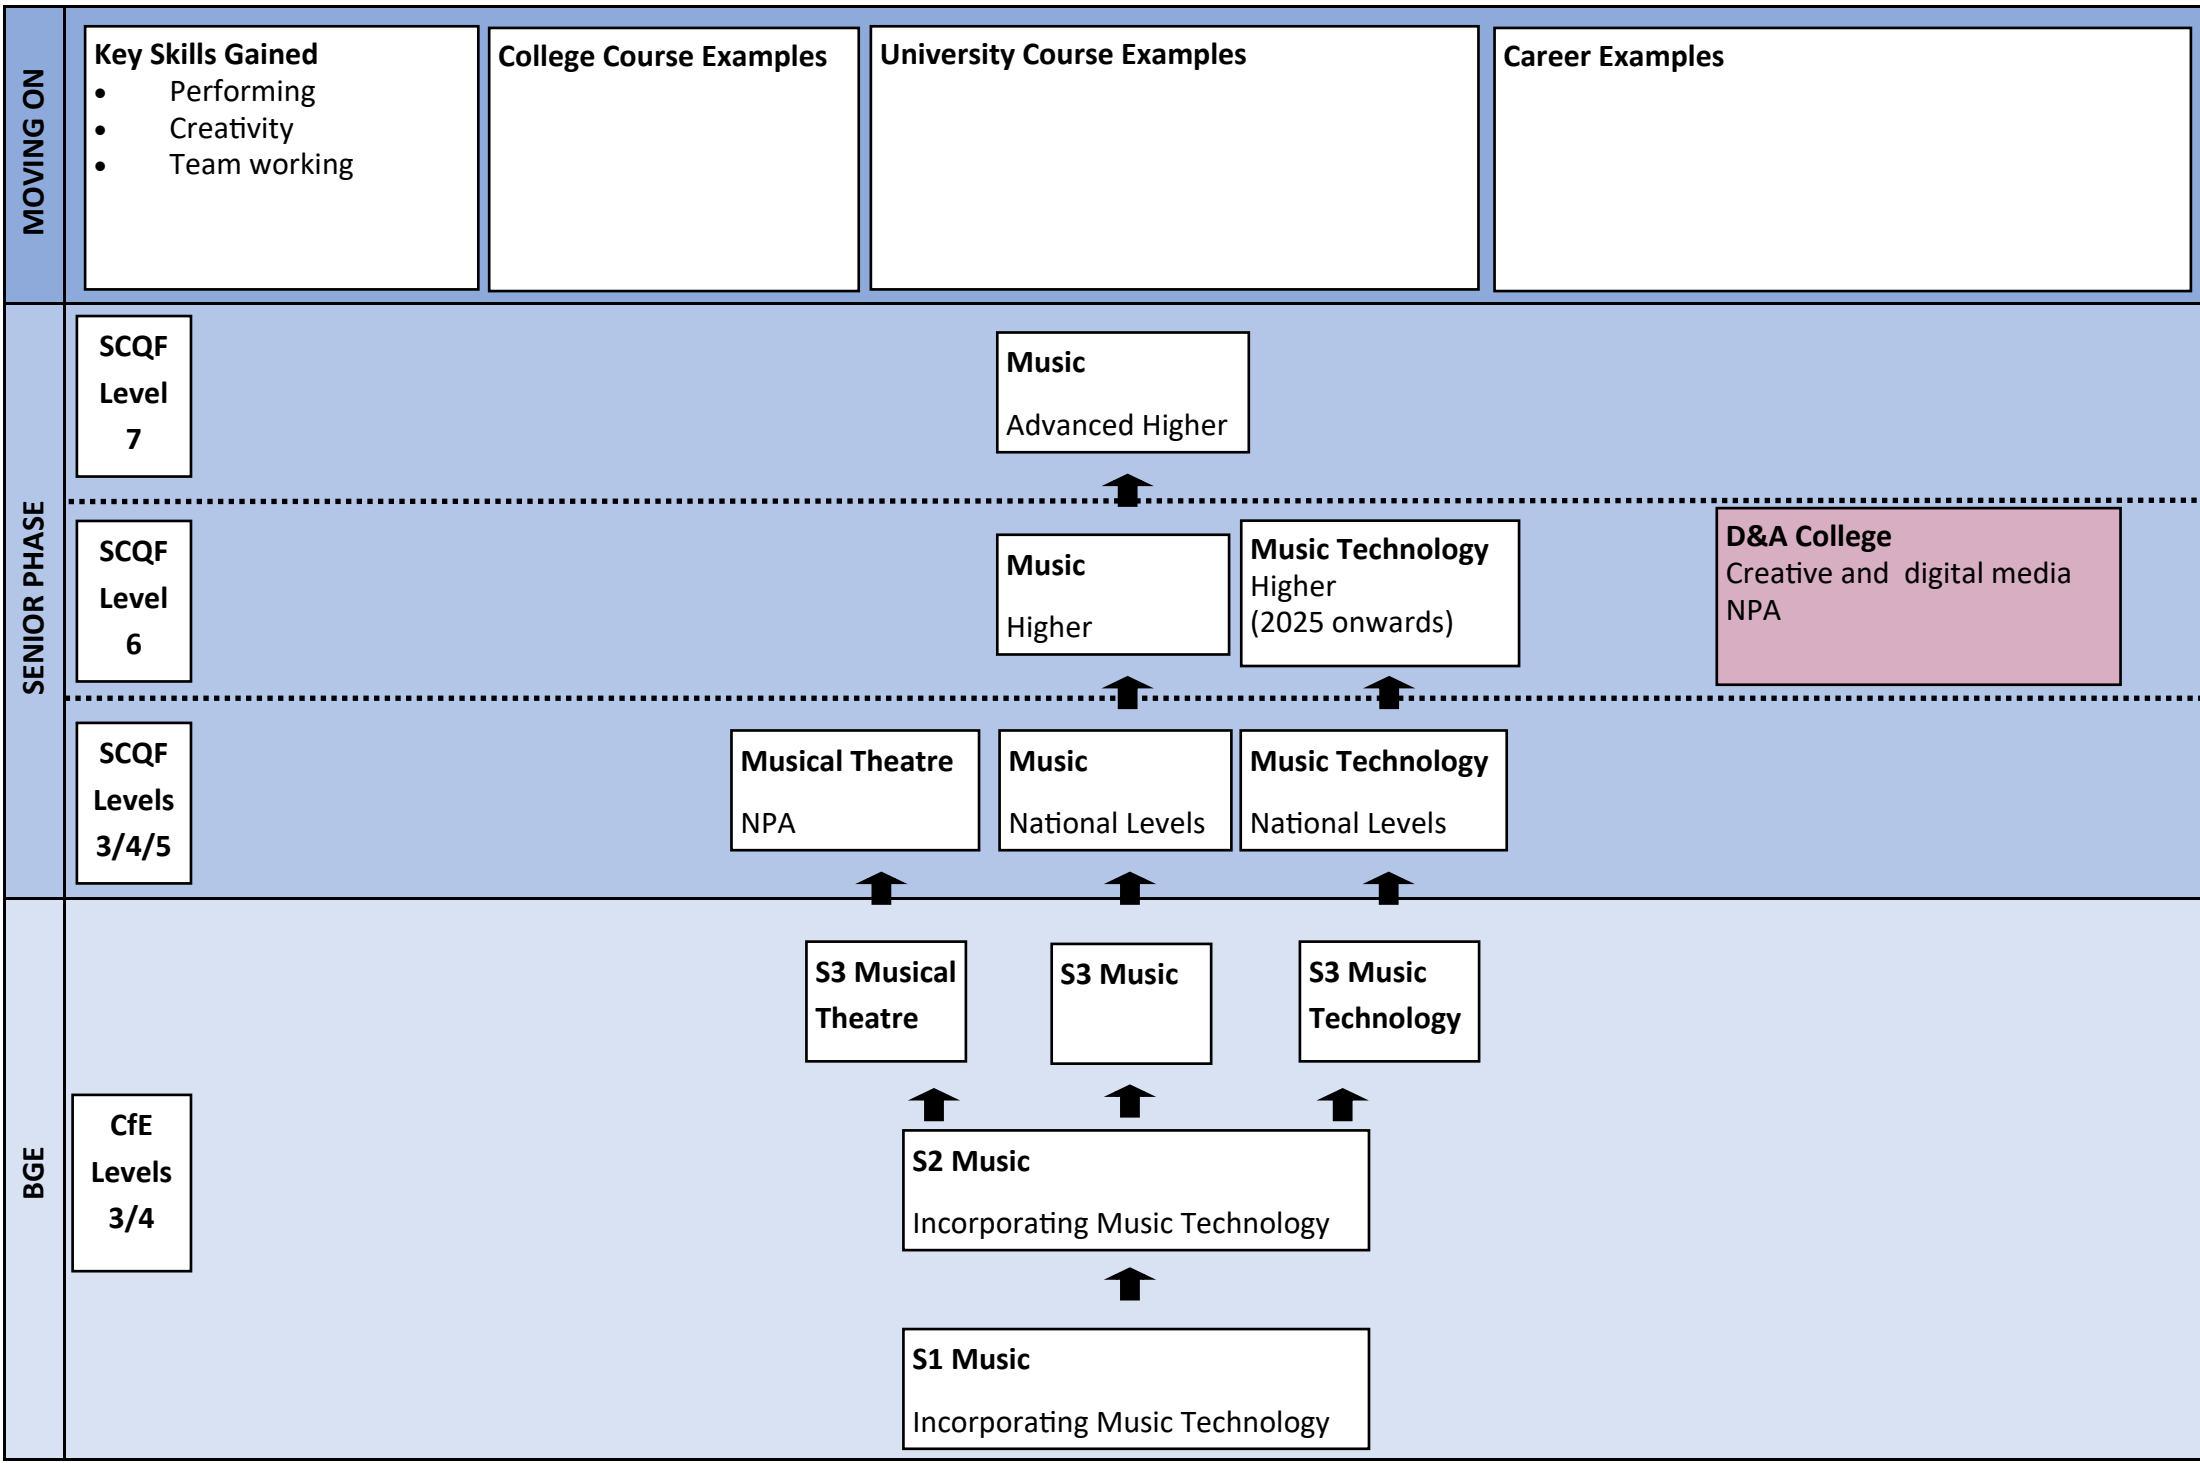 MOVING ON
Key Skills Gained
• Performing
• Creativity
• Team working
College Course Examples
University Course Examples
Career Examples
SENIOR PHASE
SCQF
Level
7
Music
Advanced Higher
SCQF
Level
6
Music
Higher
Music Technology
Higher
(2025 onwards)
D&A College
Creative and  digital media
NPA
SCQF
Levels
3/4/5
Musical Theatre
NPA
Music
National Levels
Music Technology
National Levels
BGE
CfE
Levels
3/4
S3 Musical
Theatre
S3 Music
S3 Music
Technology
S2 Music
Incorporating Music Technology
S1 Music
Incorporating Music Technology